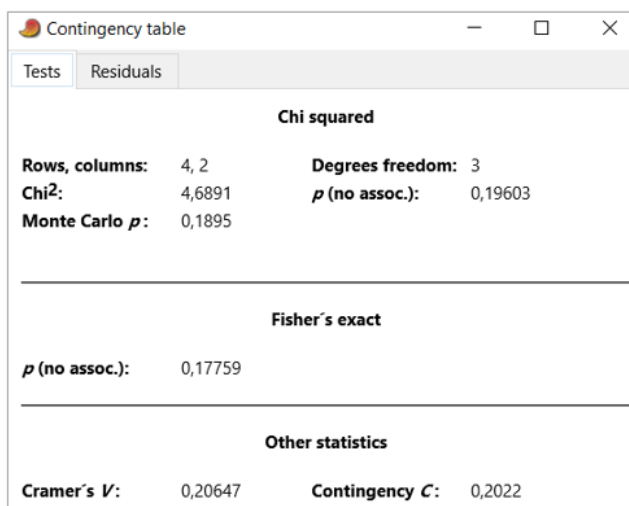 Contingency table
Tests Residuals
Chi squared
Rows, columns: 4, 2 Degrees freedom: 3
Chi2: 4,6891 p (no assoc.): 0,19603
Monte Carlo p: 0,1895
Fisher´s exact
p (no assoc.): 0,17759
Other statistics
Cramer´s V: 0,20647 Contingency C: 0,2022